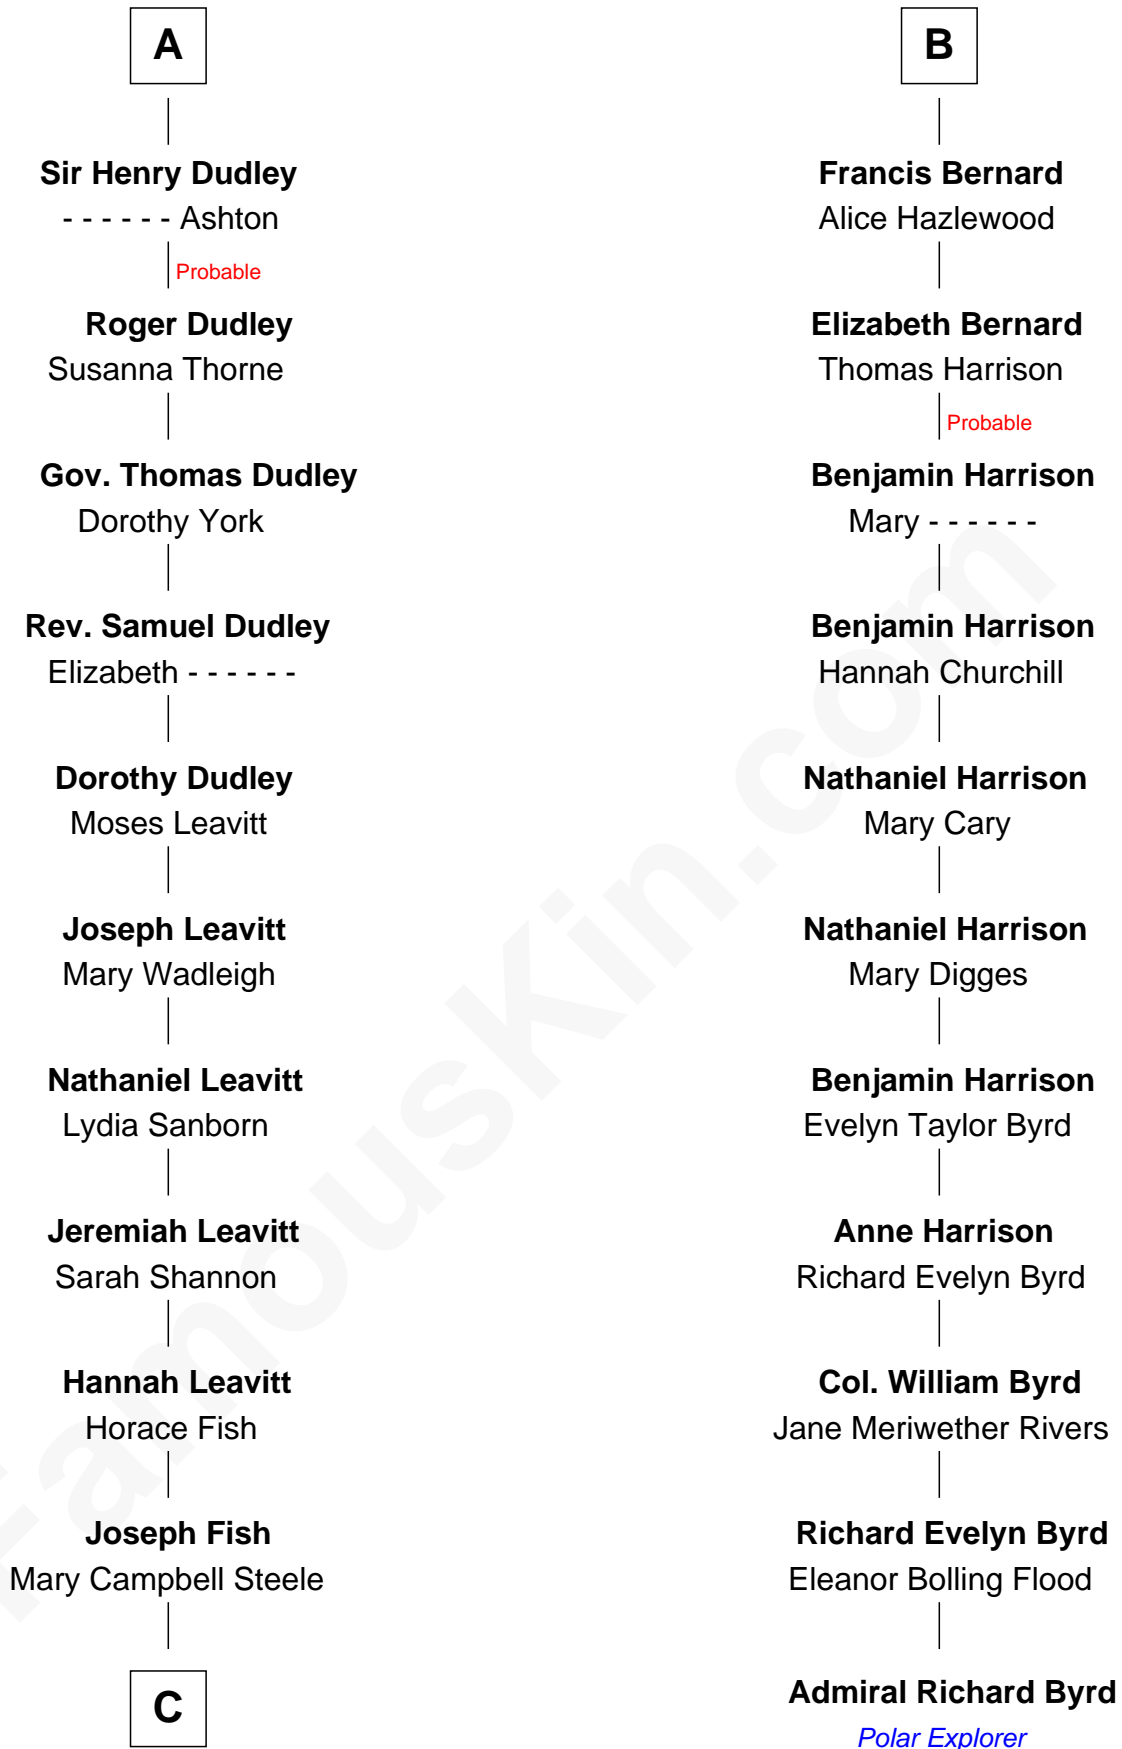 A
Sir Henry Dudley
- - - - - - Ashton
Probable
Roger Dudley
Susanna Thorne
Gov. Thomas Dudley
Dorothy York
Rev. Samuel Dudley
Elizabeth - - - - - -
Dorothy Dudley
Moses Leavitt
Joseph Leavitt
Mary Wadleigh
Nathaniel Leavitt
Lydia Sanborn
Jeremiah Leavitt
Sarah Shannon
Hannah Leavitt
Horace Fish
Joseph Fish
Mary Campbell Steele
C
B
Francis Bernard
Alice Hazlewood
Elizabeth Bernard
Thomas Harrison
Probable
Benjamin Harrison
Mary - - - - - -
Benjamin Harrison
Hannah Churchill
Nathaniel Harrison
Mary Cary
Nathaniel Harrison
Mary Digges
Benjamin Harrison
Evelyn Taylor Byrd
Anne Harrison
Richard Evelyn Byrd
Col. William Byrd
Jane Meriwether Rivers
Richard Evelyn Byrd
Eleanor Bolling Flood
Admiral Richard Byrd
Polar Explorer
FamousKin.com